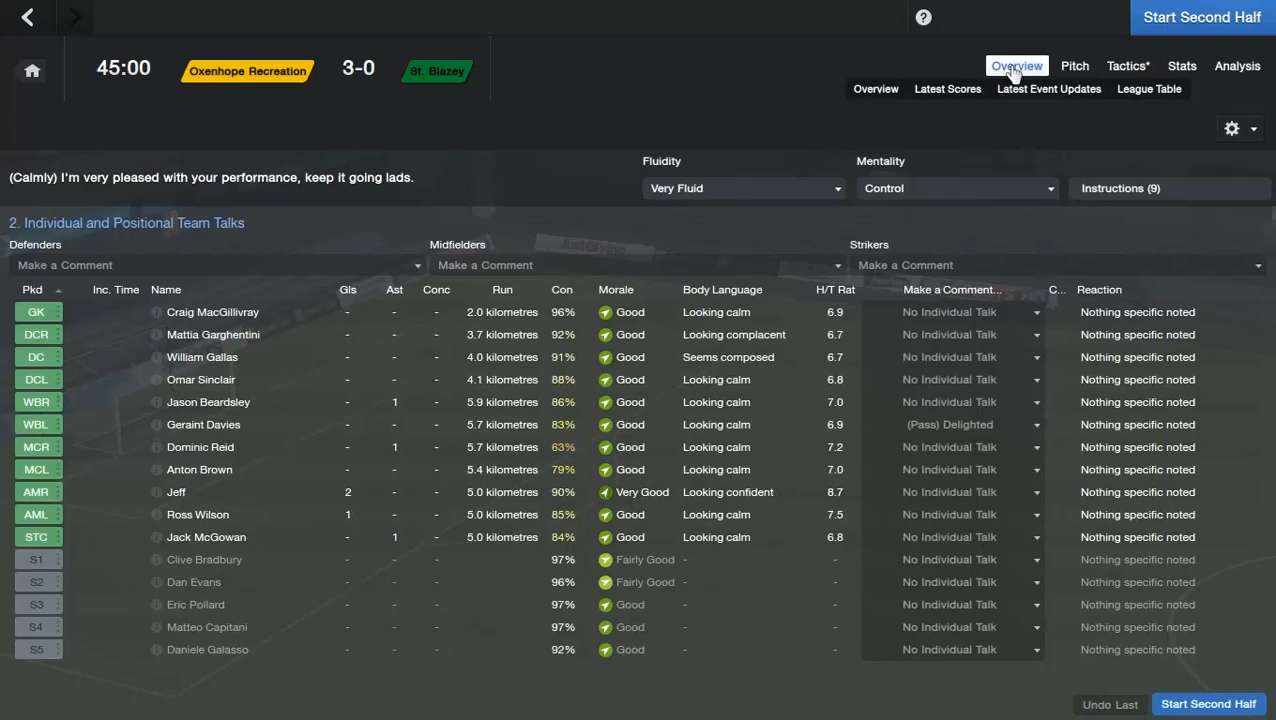 Start Second Half
45:00 Oxenhope Recreation 3-0 St. Blazey
Overview Pitch Tactics* Stats Analysis
Overview Latest Scores Latest Event Updates League Table
Fluidity Mentality
(Calmly) I'm very pleased with your performance, keep it going lads.
Very Fluid Control Instructions (9)
2. Individual and Positional Team Talks
Defenders Midfielders Strikers
Make a Comment Make a Comment Make a Comment
Pkd Inc. Time Name Gls Ast Conc Run Con Morale Body Language H/T Rat Make a Comment... C... Reaction
GK Craig MacGillivray - - - 2.0 kilometres 96% Good Looking calm 6.9 No Individual Talk Nothing specific noted
DCR Mattia Garghentini - - - 3.7 kilometres 92% Good Looking complacent 6.7 No Individual Talk Nothing specific noted
DC William Gallas - - - 4.0 kilometres 91% Good Seems composed 6.7 No Individual Talk Nothing specific noted
DCL Omar Sinclair - - - 4.1 kilometres 88% Good Looking calm 6.8 No Individual Talk Nothing specific noted
WBR Jason Beardsley - 1 - 5.9 kilometres 86% Good Looking calm 7.0 No Individual Talk Nothing specific noted
WBL Geraint Davies - - - 5.7 kilometres 83% Good Looking calm 6.9 (Pass) Delighted Nothing specific noted
MCR Dominic Reid - 1 - 5.7 kilometres 63% Good Looking calm 7.2 No Individual Talk Nothing specific noted
MCL Anton Brown - - - 5.4 kilometres 79% Good Looking calm 7.0 No Individual Talk Nothing specific noted
AMR Jeff 2 - - 5.0 kilometres 90% Very Good Looking confident 8.7 No Individual Talk Nothing specific noted
AML Ross Wilson 1 - - 5.0 kilometres 85% Good Looking calm 7.5 No Individual Talk Nothing specific noted
STC Jack McGowan - 1 - 5.0 kilometres 84% Good Looking calm 6.8 No Individual Talk Nothing specific noted
S1 Clive Bradbury - - - 97% Fairly Good - - No Individual Talk Nothing specific noted
S2 Dan Evans - - - 96% Fairly Good - - No Individual Talk Nothing specific noted
S3 Eric Pollard - - - 97% Good - - No Individual Talk Nothing specific noted
S4 Matteo Capitani - - - 97% Good - - No Individual Talk Nothing specific noted
S5 Daniele Galasso - - - 92% Good - - No Individual Talk Nothing specific noted
Undo Last Start Second Half